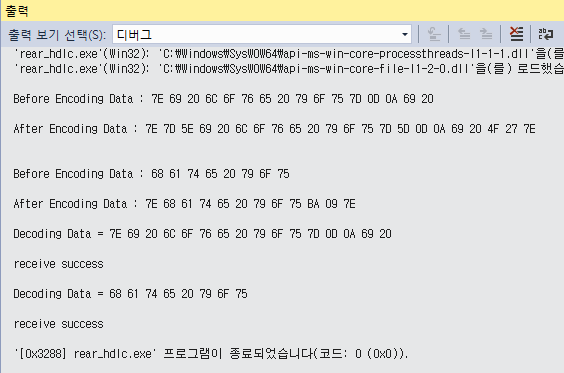 출력
출력 보기 선택(S): 디버그
'rear_hdlc.exe'(Win32): 'C:\Windows\SysWOW64\api-ms-win-core-processthreads-l1-1-1.dll'을(를
'rear_hdlc.exe'(Win32): 'C:\Windows\SysWOW64\api-ms-win-core-file-l1-2-0.dll'을(를) 로드했습
Before Encoding Data : 7E 69 20 6C 6F 76 65 20 79 6F 75 7D 0D 0A 69 20
After Encoding Data : 7E 7D 5E 69 20 6C 6F 76 65 20 79 6F 75 7D 5D 0D 0A 69 20 4F 27 7E
Before Encoding Data : 68 61 74 65 20 79 6F 75
After Encoding Data : 7E 68 61 74 65 20 79 6F 75 BA 09 7E
Decoding Data = 7E 69 20 6C 6F 76 65 20 79 6F 75 7D 0D 0A 69 20
receive success
Decoding Data = 68 61 74 65 20 79 6F 75
receive success
'[0x3288] rear_hdlc.exe' 프로그램이 종료되었습니다(코드: 0 (0x0)).